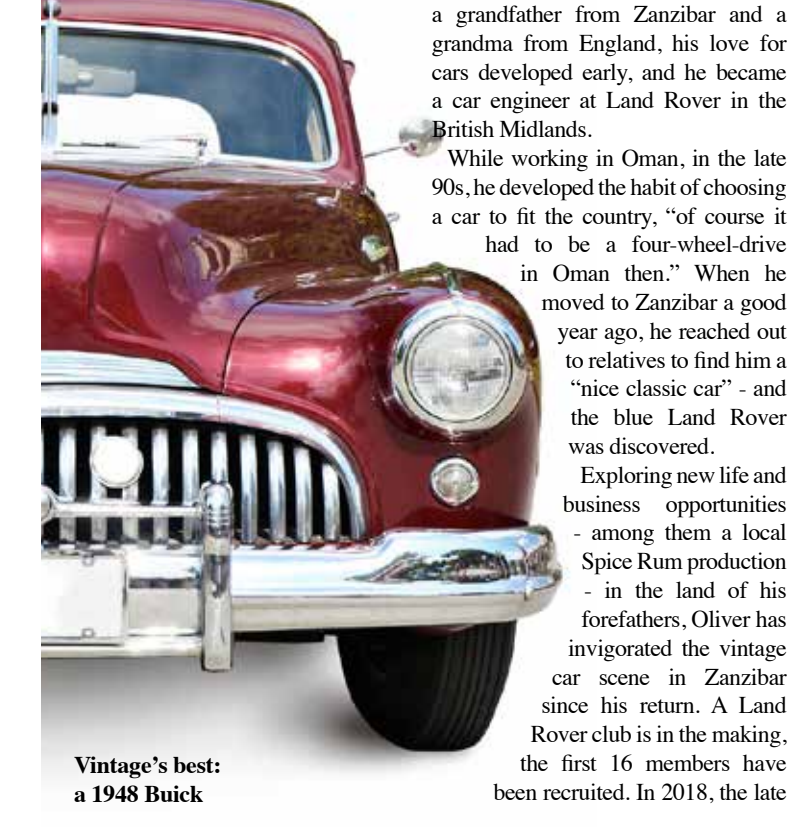 a grandfather from Zanzibar and a
grandma from England, his love for
cars developed early, and he became
a car engineer at Land Rover in the
British Midlands.
While working in Oman, in the late
90s, he developed the habit of choosing
a car to fit the country, “of course it
had to be a four-wheel-drive
in Oman then.” When he
moved to Zanzibar a good
year ago, he reached out
to relatives to find him a
“nice classic car” - and
the blue Land Rover
was discovered.
Exploring new life and
business opportunities
- among them a local
Spice Rum production
- in the land of his
forefathers, Oliver has
invigorated the vintage
car scene in Zanzibar
since his return. A Land
Rover club is in the making,
the first 16 members have
been recruited. In 2018, the late
Vintage’s best:
a 1948 Buick